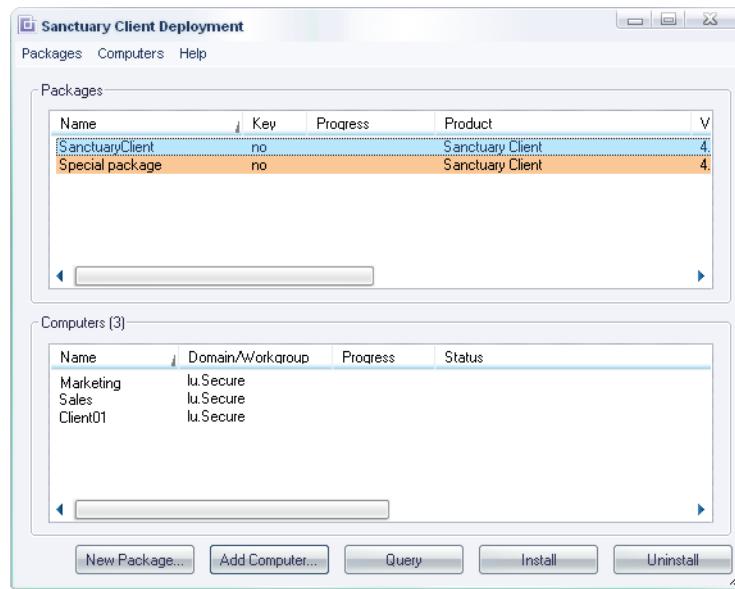 Sanctuary Client Deployment
Packages Computers Help
Packages
Name Key Progress Product V
SanctuaryClient no Sanctuary Client 4.
Special package no Sanctuary Client 4.
Computers (3)
Name Domain/Workgroup Progress Status
Marketing lu.Secure
Sales lu.Secure
Client01 lu.Secure
New Package... Add Computer... Query Install Uninstall